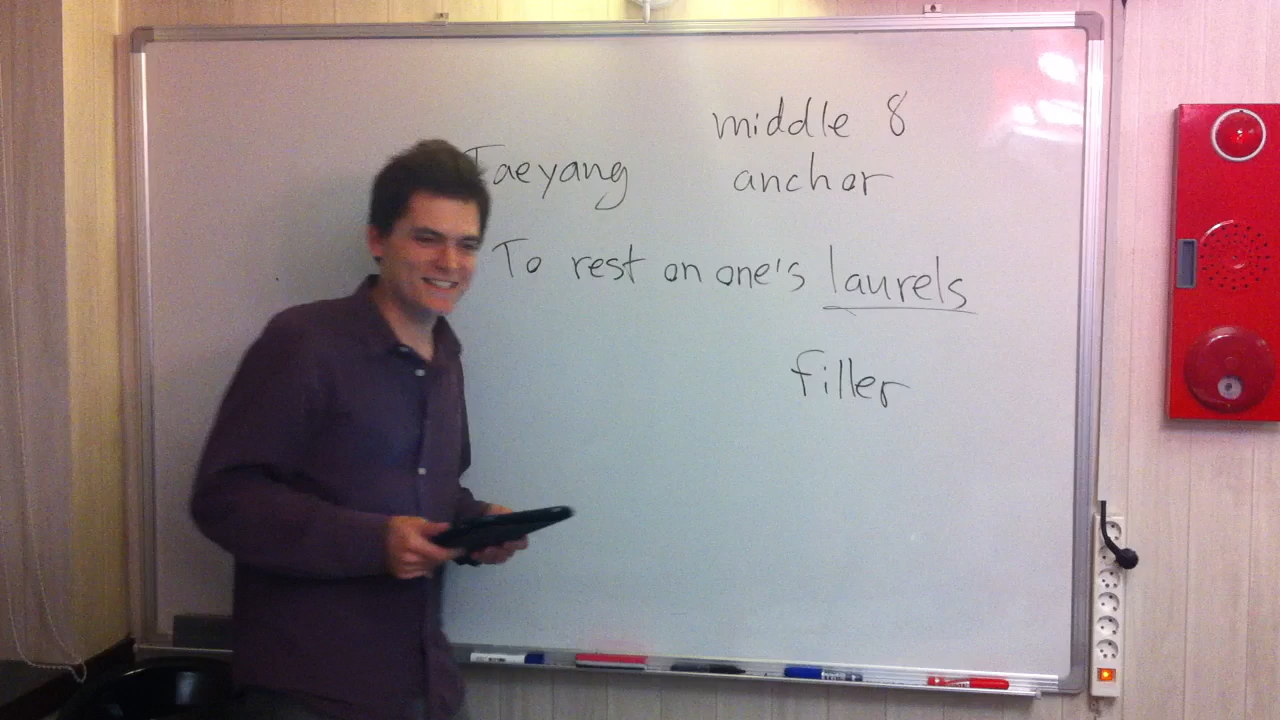 middle 8
Taeyang
anchor
To rest on one's laurels
filler